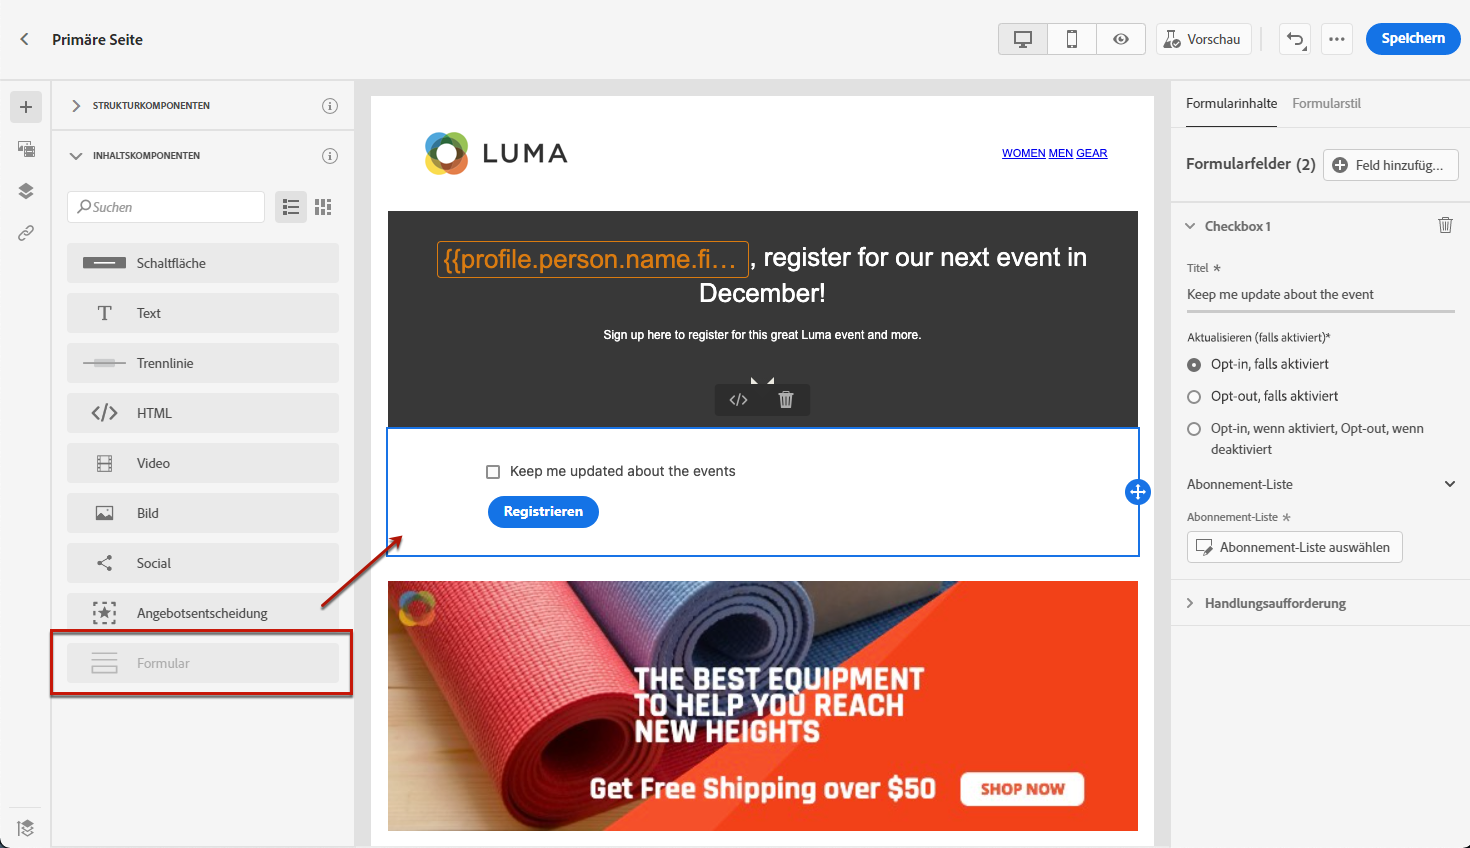 Primäre Seite
Vorschau
Speichern
STRUKTURKOMPONENTEN
INHALTSKOMPONENTEN
Suchen
Schaltfläche
Text
Trennlinie
HTML
Video
Bild
Social
Angebotsentscheidung
Formular
LUMA
WOMEN MEN GEAR
{{profile.person.name.fi... , register for our next event in
December!
Sign up here to register for this great Luma event and more.
Keep me updated about the events
Registrieren
THE BEST EQUIPMENT
TO HELP YOU REACH
NEW HEIGHTS
Get Free Shipping over $50
SHOP NOW
Formularinhalte Formularstil
Formularfelder (2)
Feld hinzufüg...
Checkbox 1
Titel *
Keep me update about the event
Aktualisieren (falls aktiviert)*
Opt-in, falls aktiviert
Opt-out, falls aktiviert
Opt-in, wenn aktiviert, Opt-out, wenn
deaktiviert
Abonnement-Liste
Abonnement-Liste *
Abonnement-Liste auswählen
Handlungsaufforderung